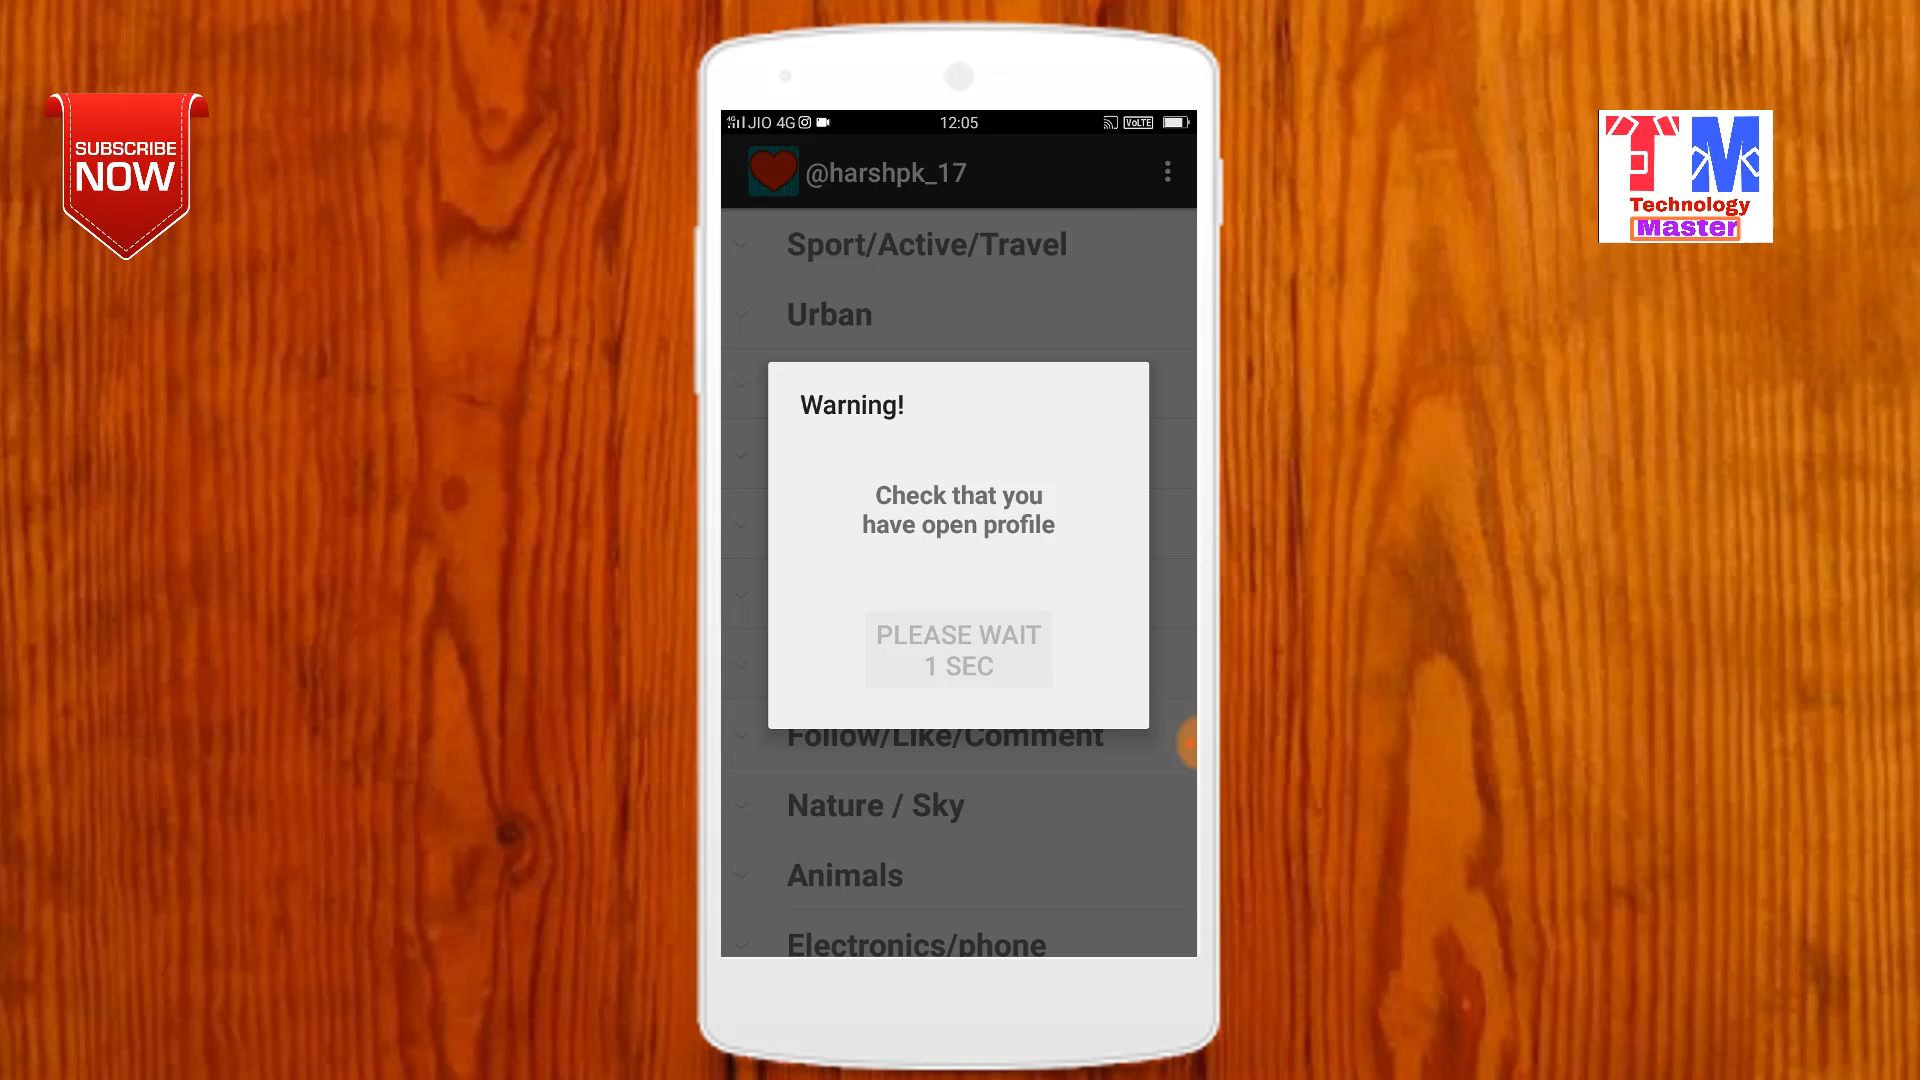 SUBSCRIBE
NOW
JIO 4G
12:05
VoLTE
@harshpk_17
Sport/Active/Travel
Urban
Warning!
Check that you
have open profile
PLEASE WAIT
1 SEC
Follow/Like/Comment
Nature / Sky
Animals
Electronics/phone
TM
Technology
Master